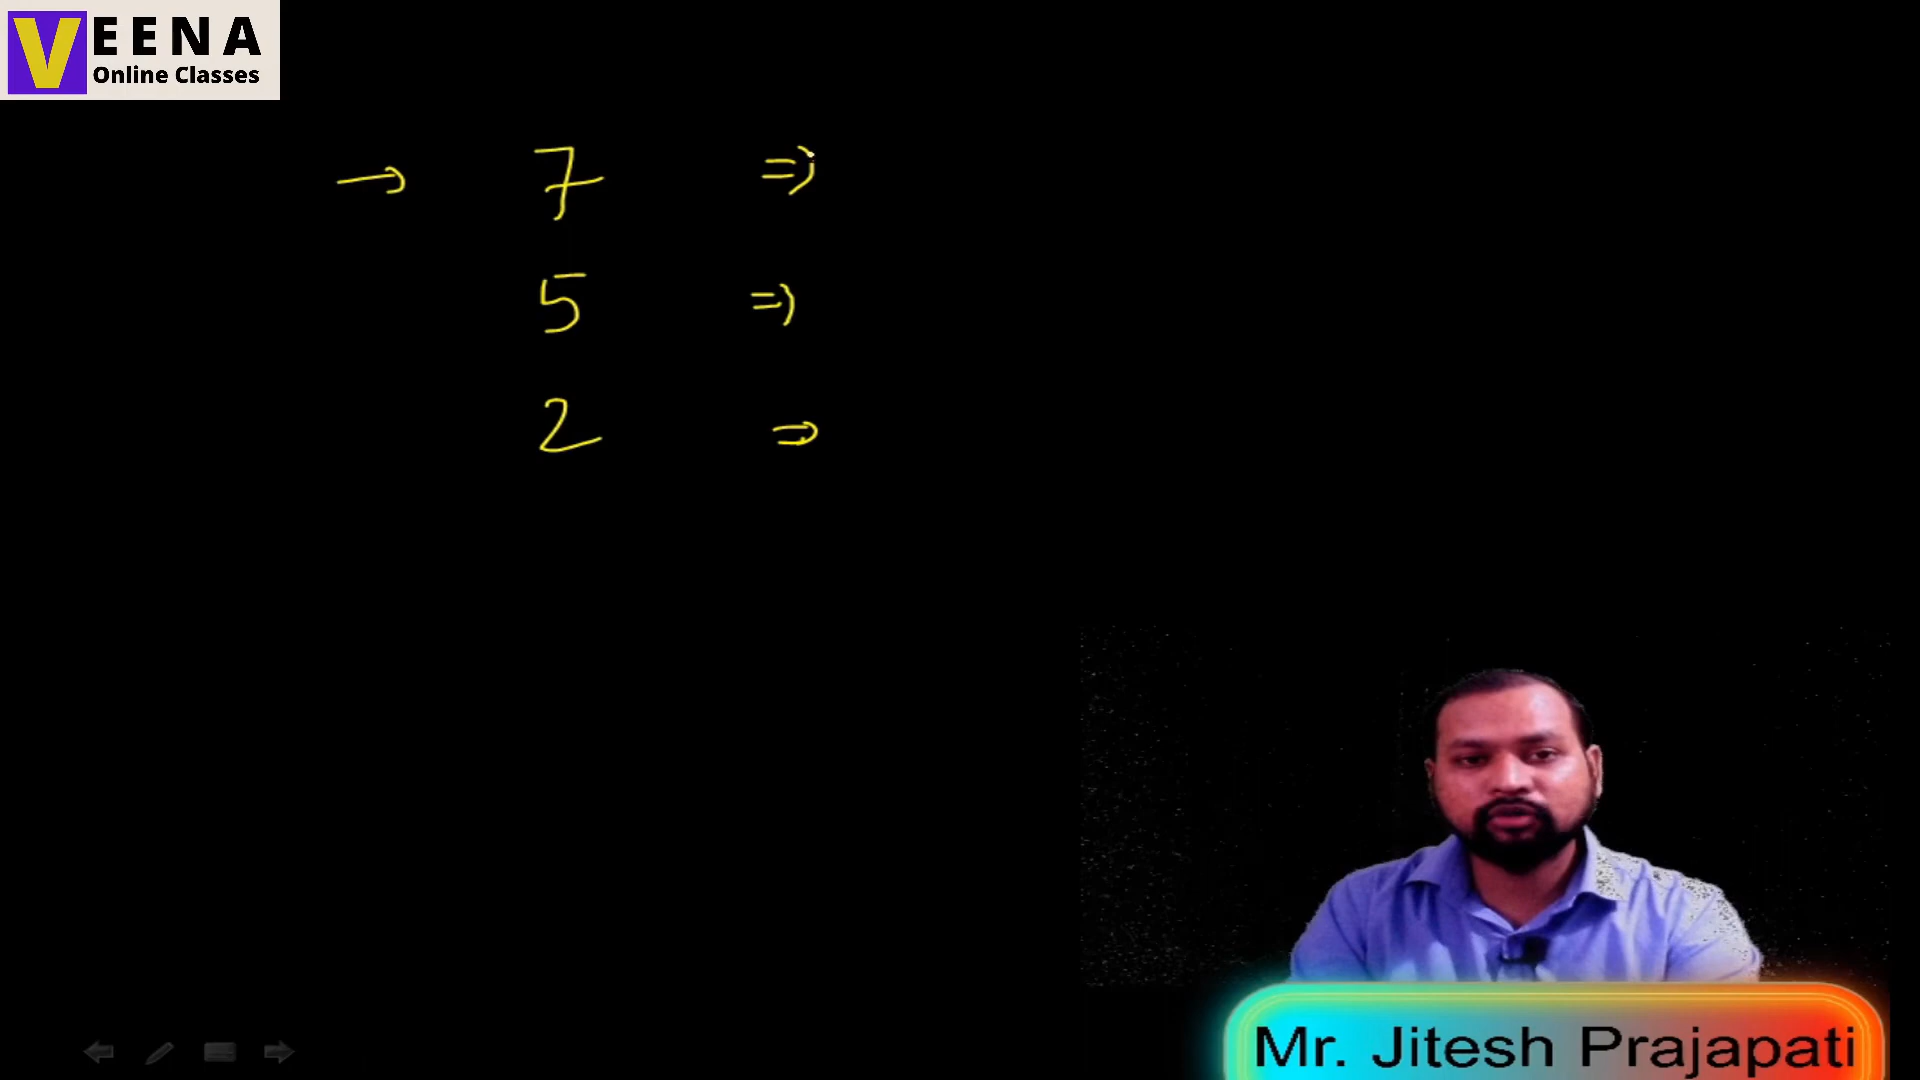 VEENA
Online Classes
→ 7 ⇒
5 ⇒
2 ⇒
Mr. Jitesh Prajapati